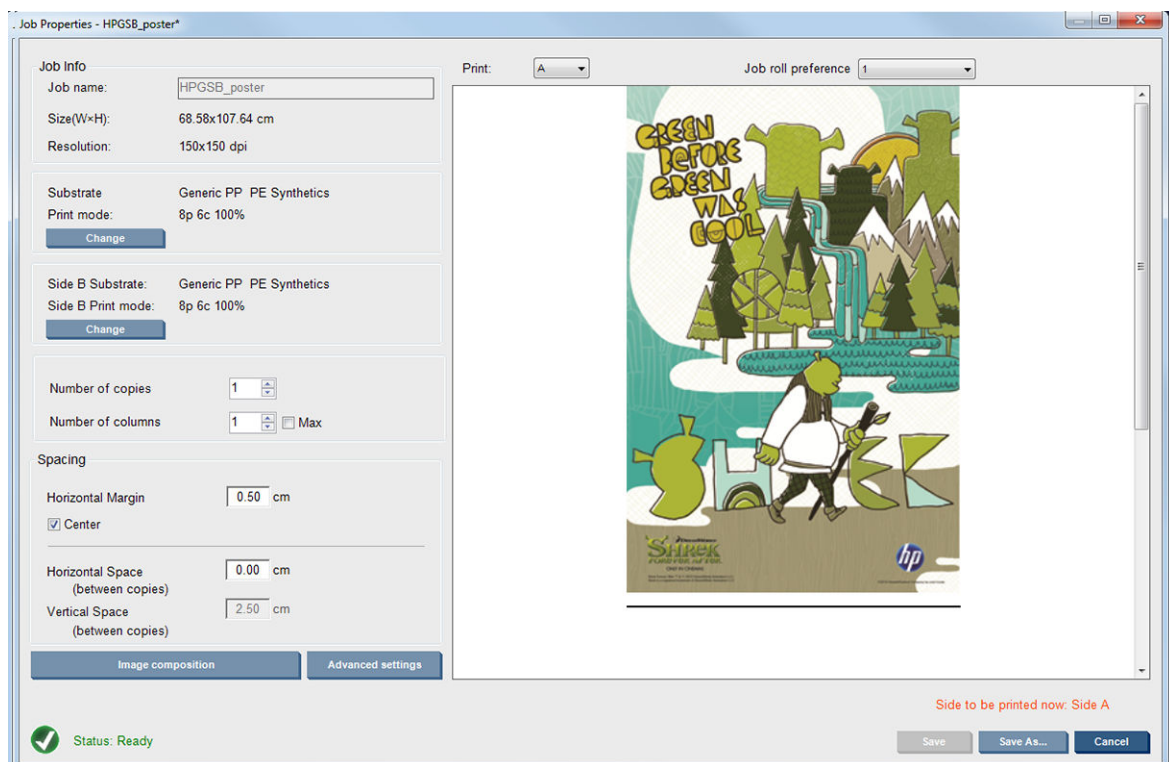 . Job Properties - HPGSB_poster*
Job Info
Job name: HPGSB_poster
Size(W×H): 68.58x107.64 cm
Resolution: 150x150 dpi
Substrate Generic PP PE Synthetics
Print mode: 8p 6c 100%
Change
Side B Substrate: Generic PP PE Synthetics
Side B Print mode: 8p 6c 100%
Change
Number of copies 1
Number of columns 1 Max
Spacing
Horizontal Margin 0.50 cm
Center
Horizontal Space 0.00 cm
(between copies)
Vertical Space 2.50 cm
(between copies)
Image composition Advanced settings
Print: A Job roll preference 1
GREEN
BEFORE
GREEN
WAS
COOL
SHREK
DreamWorks
SHREK
FOREVER AFTER
ONLY IN CINEMAS
hp
Side to be printed now: Side A
Status: Ready
Save Save As... Cancel